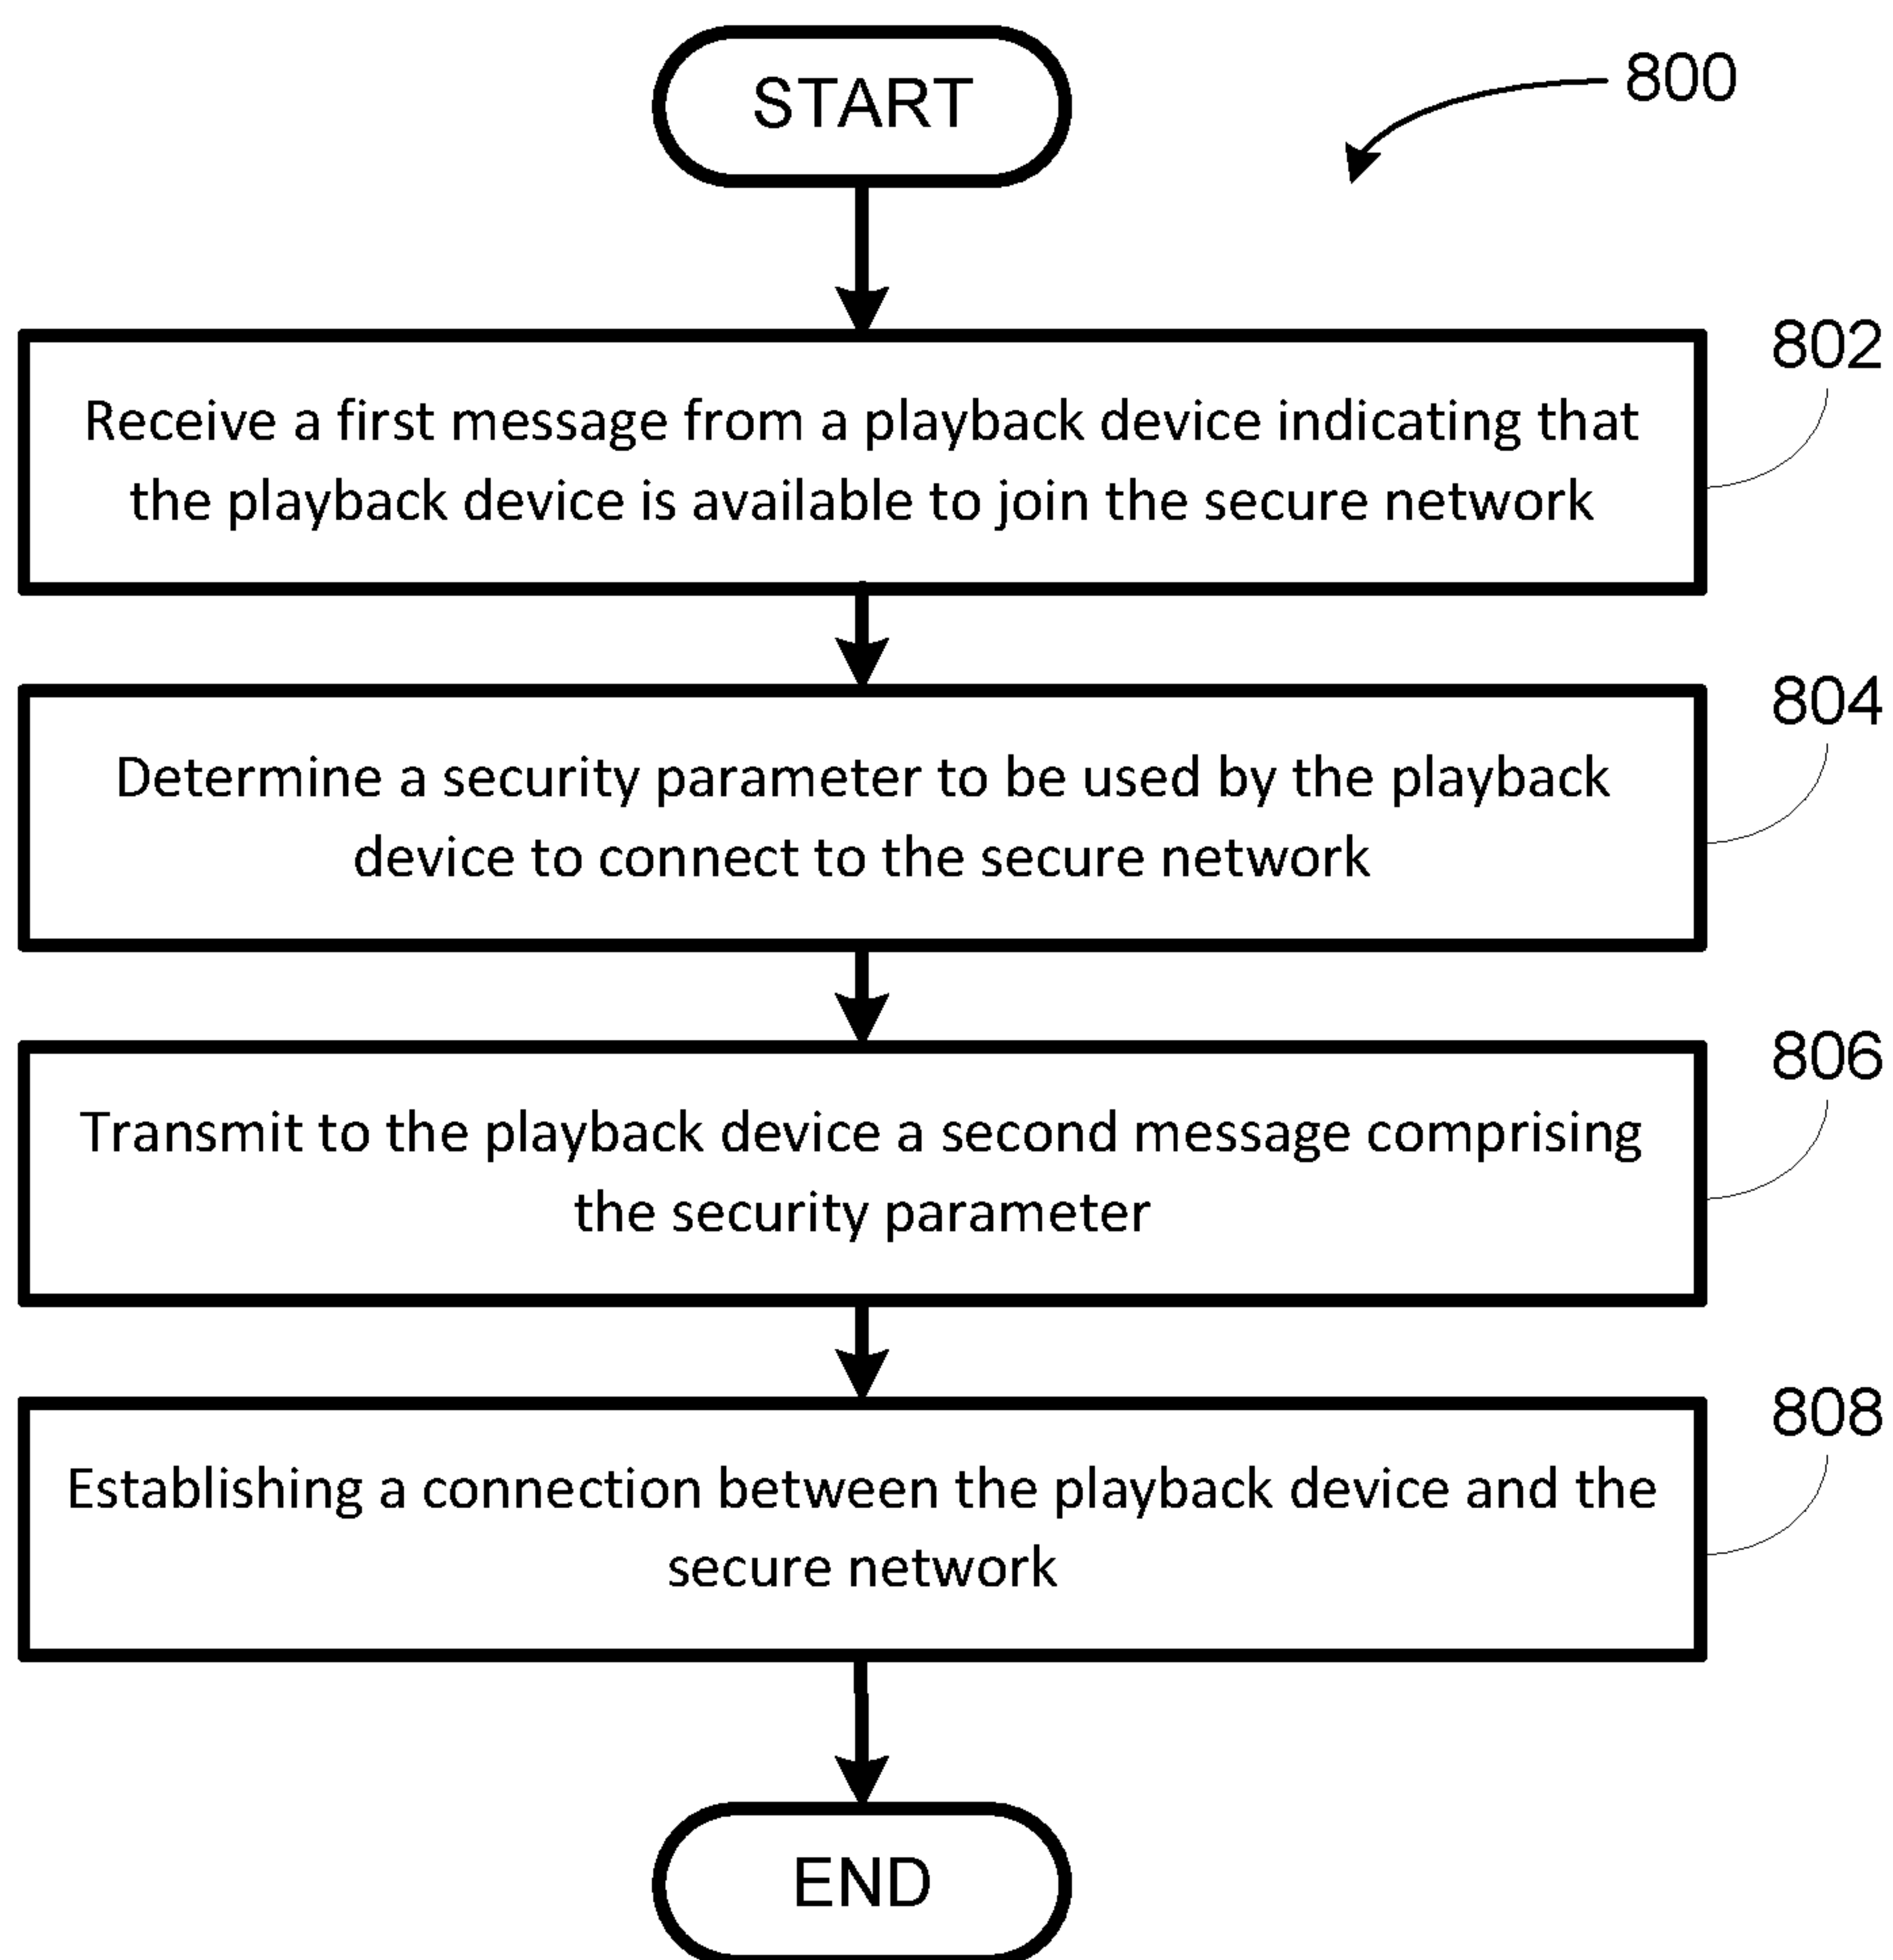 START
800
802
Receive a first message from a playback device indicating that
the playback device is available to join the secure network
804
Determine a security parameter to be used by the playback
device to connect to the secure network
806
Transmit to the playback device a second message comprising
the security parameter
808
Establishing a connection between the playback device and the
secure network
END